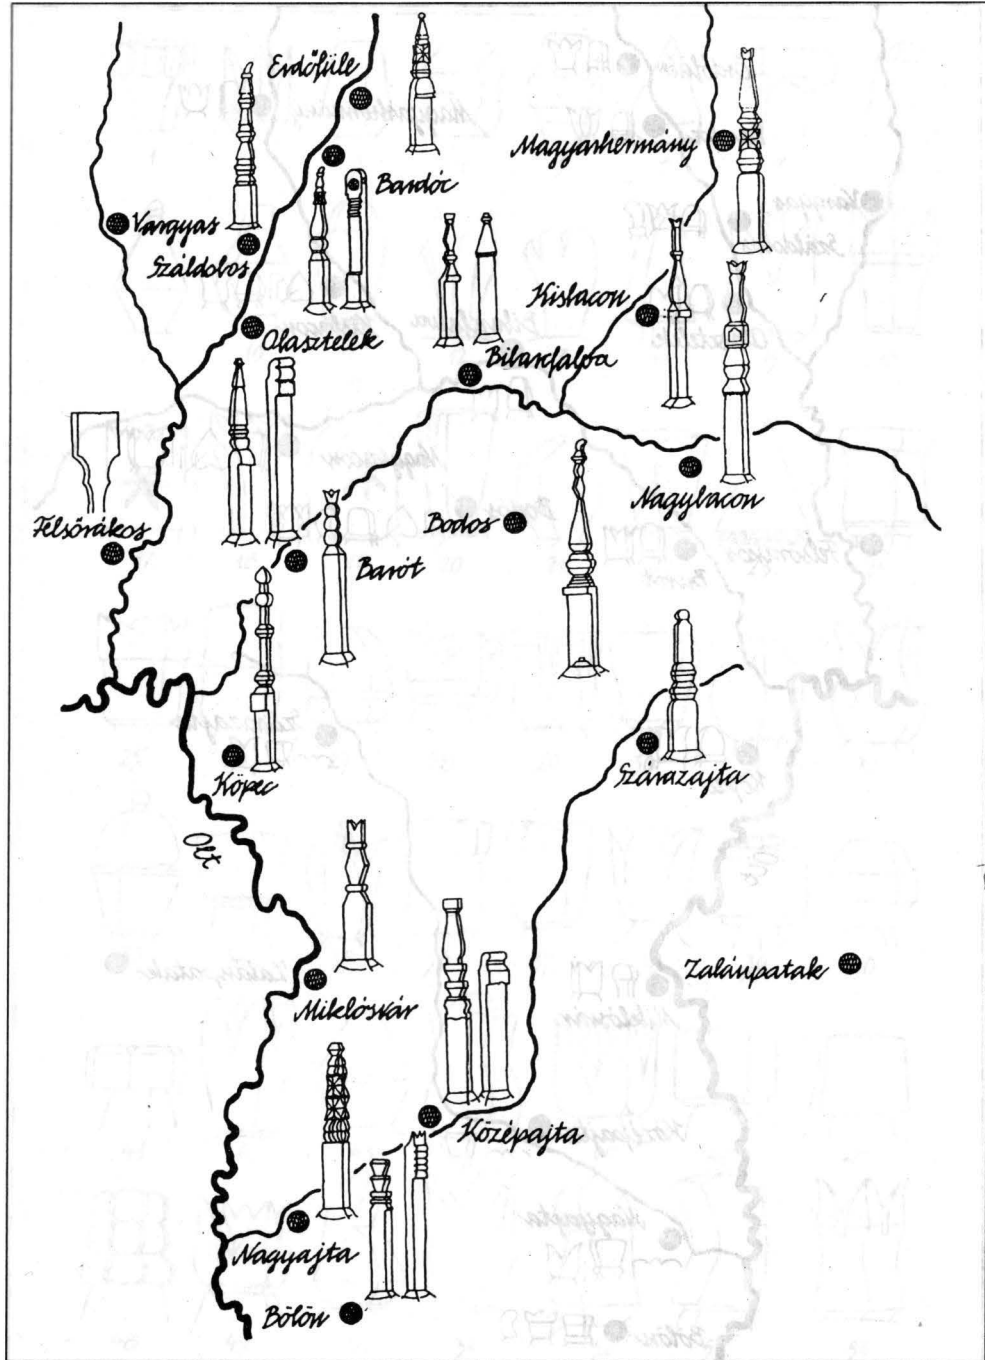 Erdőfüle
Magyarhermány
Bardóc
Vargyas
Száldobos
Kisbacon
Olasztelek
Bibarcfalva
Nagybacon
Felsőrákos
Bodos
Barót
Szárazajta
Köpec
Olt
Zalánpatak
Miklósvár
Középajta
Nagyajta
Bölön